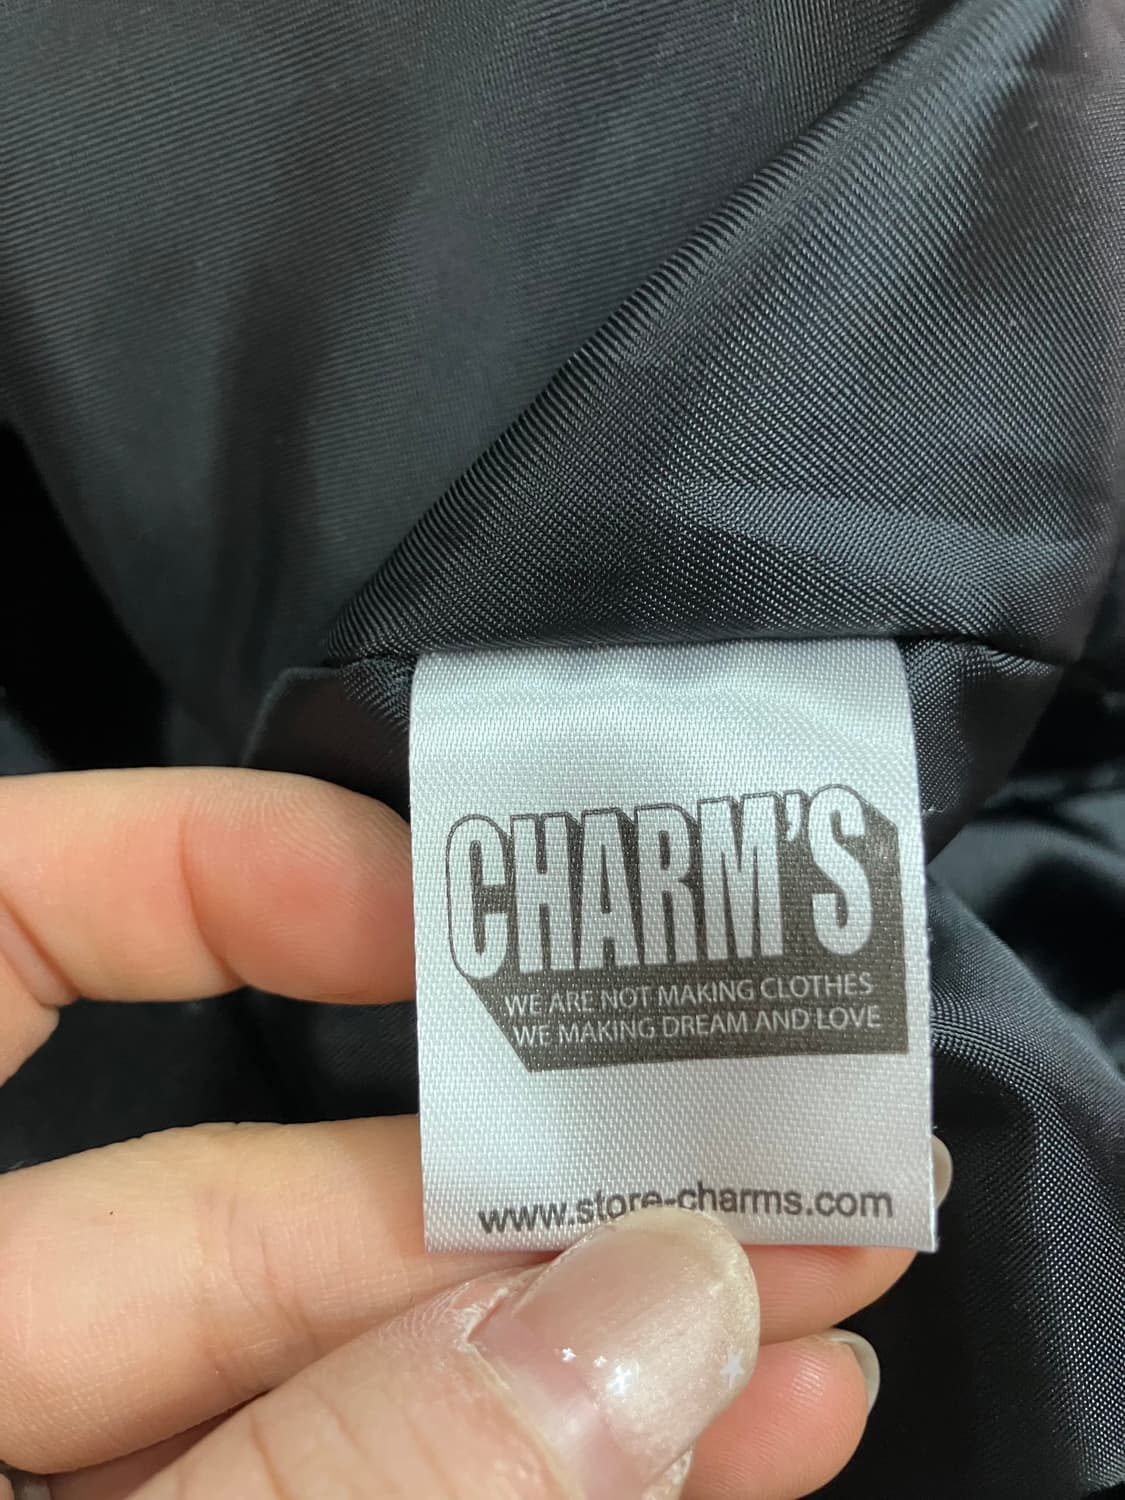 CHARM'S
WE ARE NOT MAKING CLOTHES
WE MAKING DREAM AND LOVE
www.store-charms.com